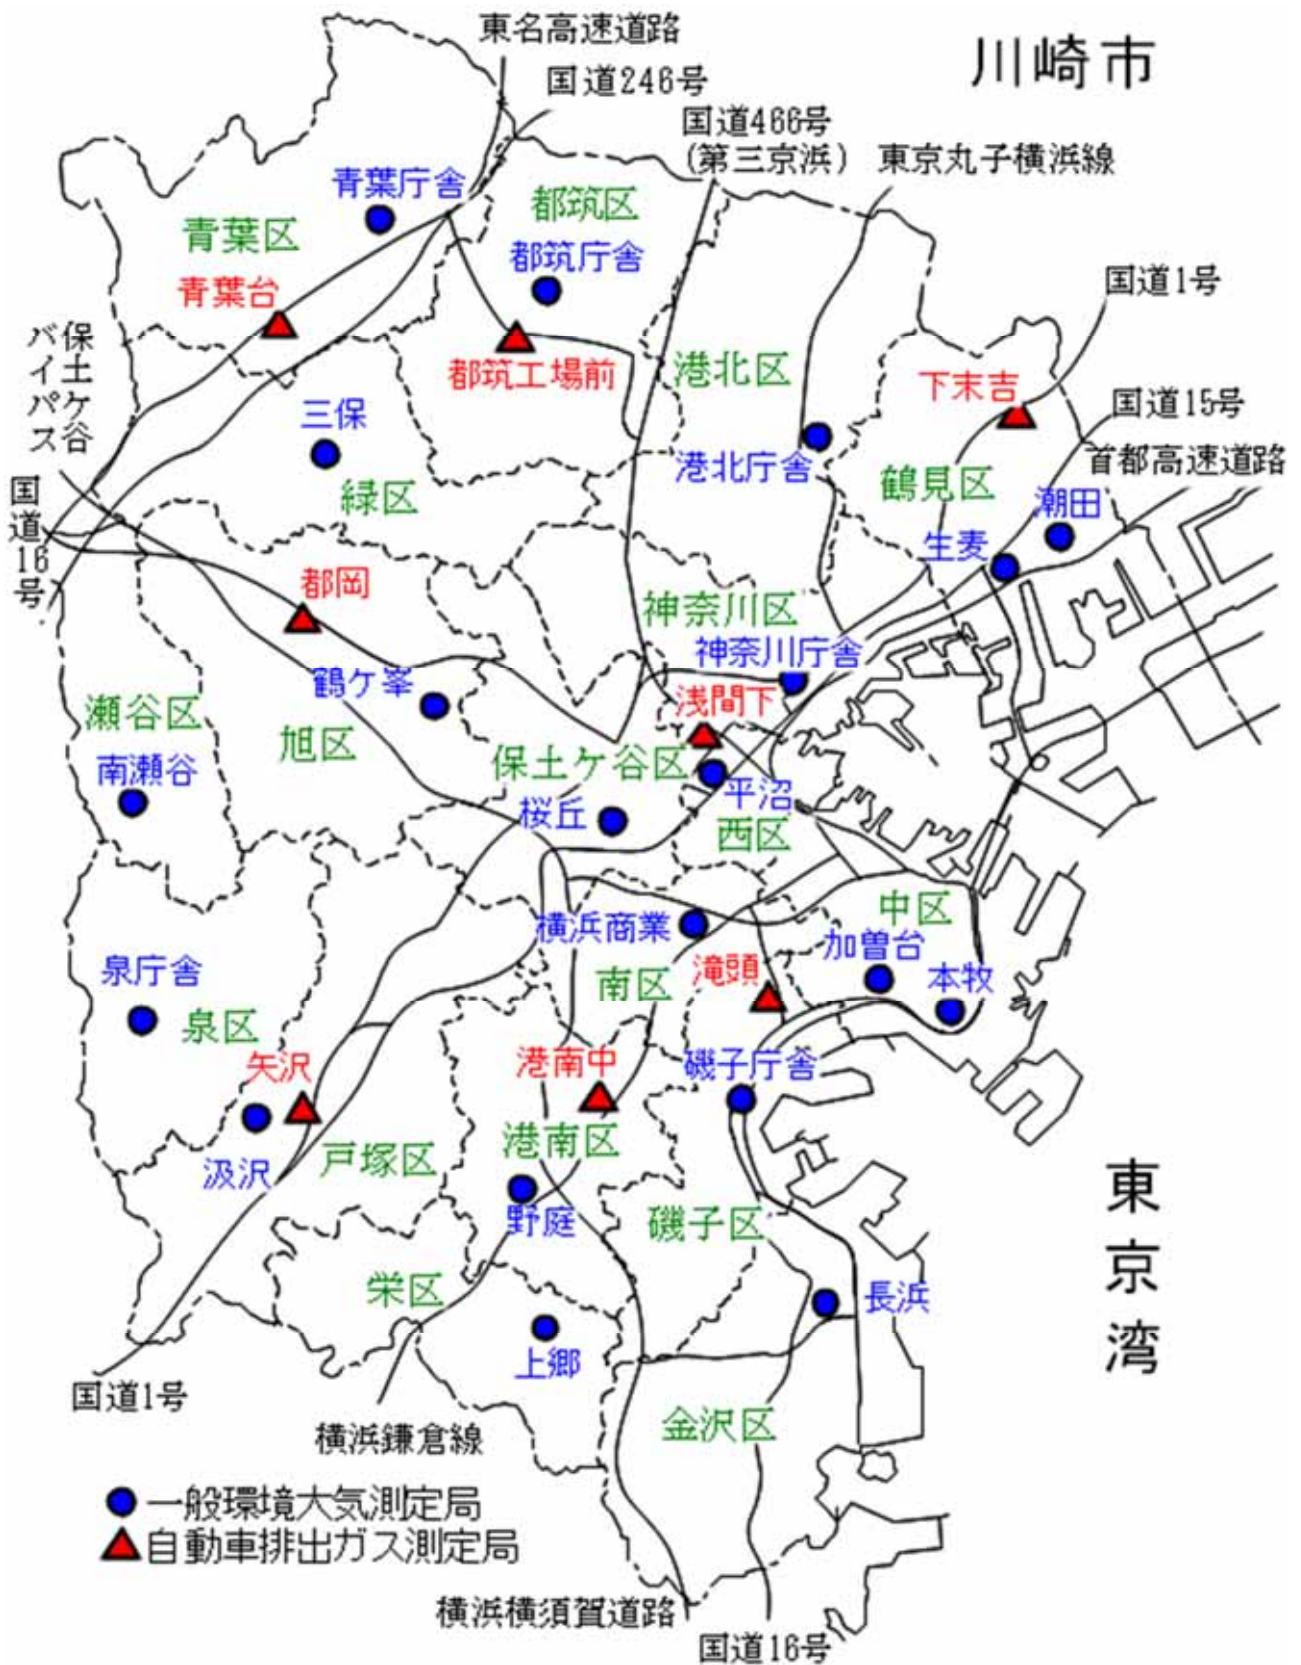 東名高速道路
川崎市
国道246号
国道466号
(第三京浜)
東京丸子横浜線
青葉庁舎
都筑区
青葉区
都筑庁舎
国道1号
青葉台
保土ケ谷
バイパス
都筑工場前
港北区
下末吉
国道15号
三保
首都高速道路
港北庁舎
鶴見区
緑区
潮田
国道16号
生麦
都岡
神奈川区
神奈川庁舎
鶴ケ峯
浅間下
瀬谷区
旭区
保土ケ谷区
南瀬谷
平沼
桜丘
西区
中区
横浜商業
加曽台
泉庁舎
滝頭
本牧
南区
泉区
矢沢
港南中
磯子庁舎
港南区
戸塚区
汲沢
東京湾
野庭
磯子区
栄区
長浜
上郷
国道1号
金沢区
横浜鎌倉線
一般環境大気測定局
自動車排出ガス測定局
横浜横須賀道路
国道16号